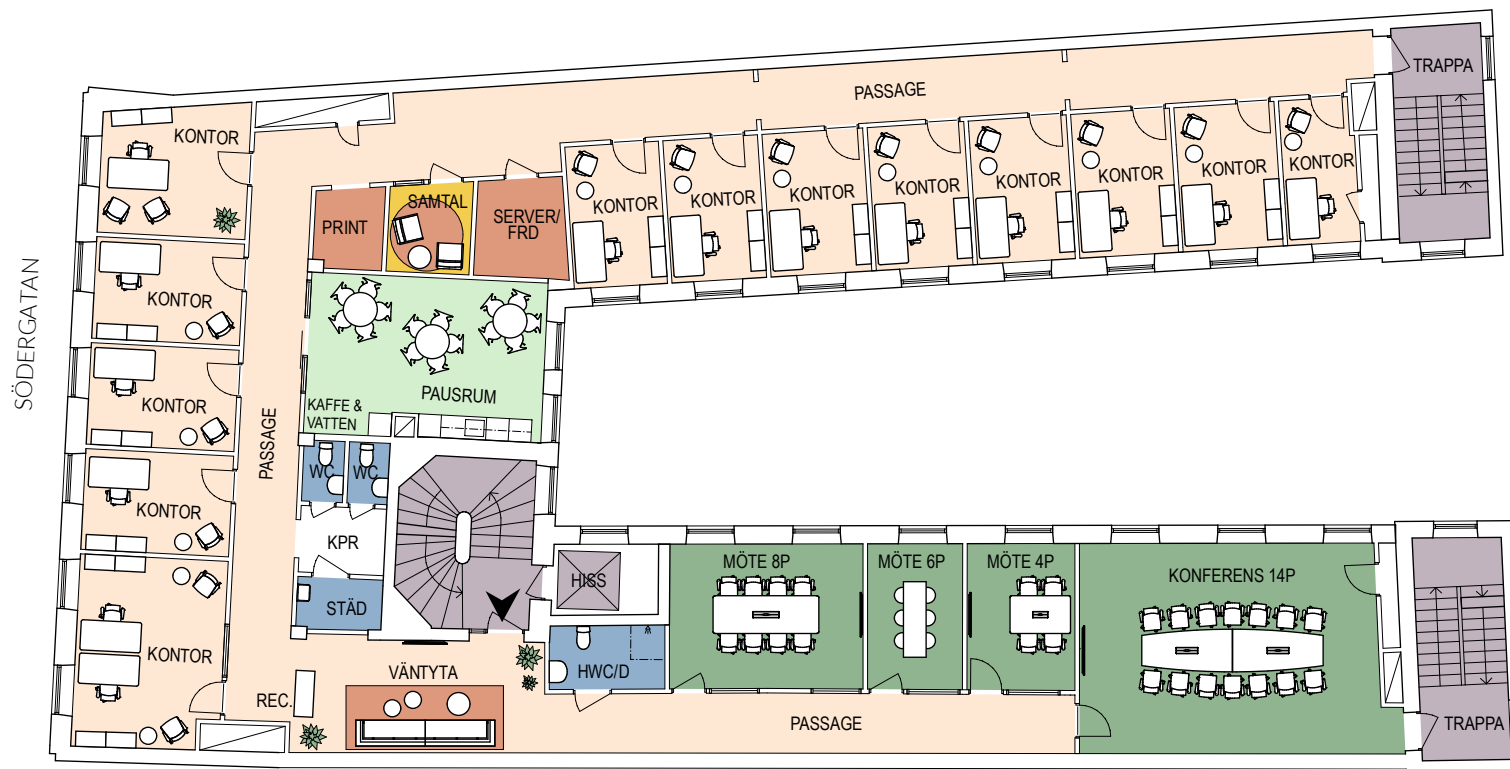 TRAPPA
PASSAGE
KONTOR
KONTOR
KONTOR
KONTOR
KONTOR
KONTOR
KONTOR
KONTOR
KONTOR
SAMTAL
SERVER/
FRD
PRINT
KONTOR
KONTOR
KONTOR
KONTOR
SÖDERGATAN
PASSAGE
PAUSRUM
KAFFE &
VATTEN
WC
WC
KPR
STÄD
HISS
MÖTE 8P
MÖTE 6P
MÖTE 4P
KONFERENS 14P
HWC/D
VÄNTYTA
REC.
PASSAGE
TRAPPA